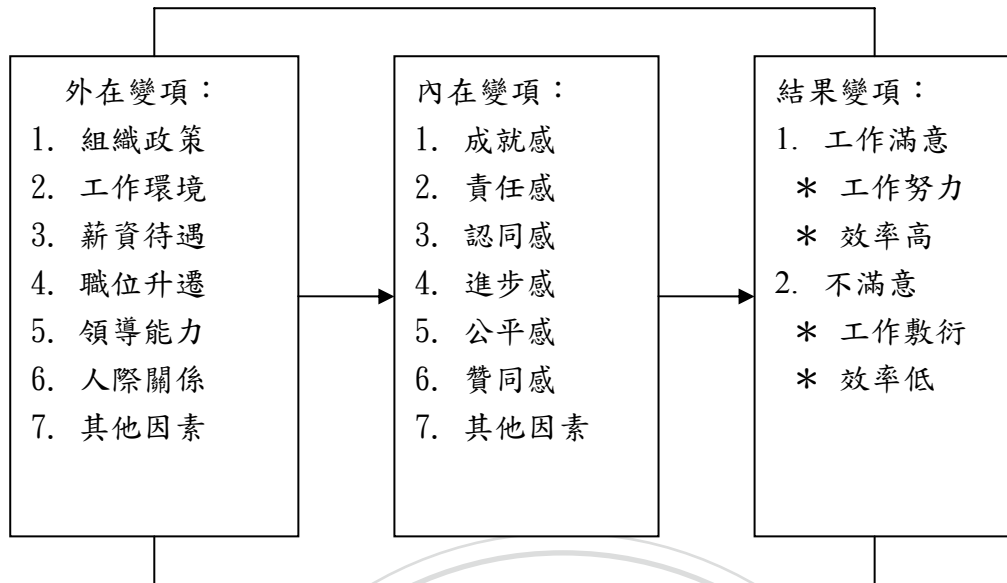 外在變項：
1. 組織政策
2. 工作環境
3. 薪資待遇
4. 職位升遷
5. 領導能力
6. 人際關係
7. 其他因素
內在變項：
1. 成就感
2. 責任感
3. 認同感
4. 進步感
5. 公平感
6. 贊同感
7. 其他因素
結果變項：
1. 工作滿意
＊ 工作努力
＊ 效率高
2. 不滿意
＊ 工作敷衍
＊ 效率低